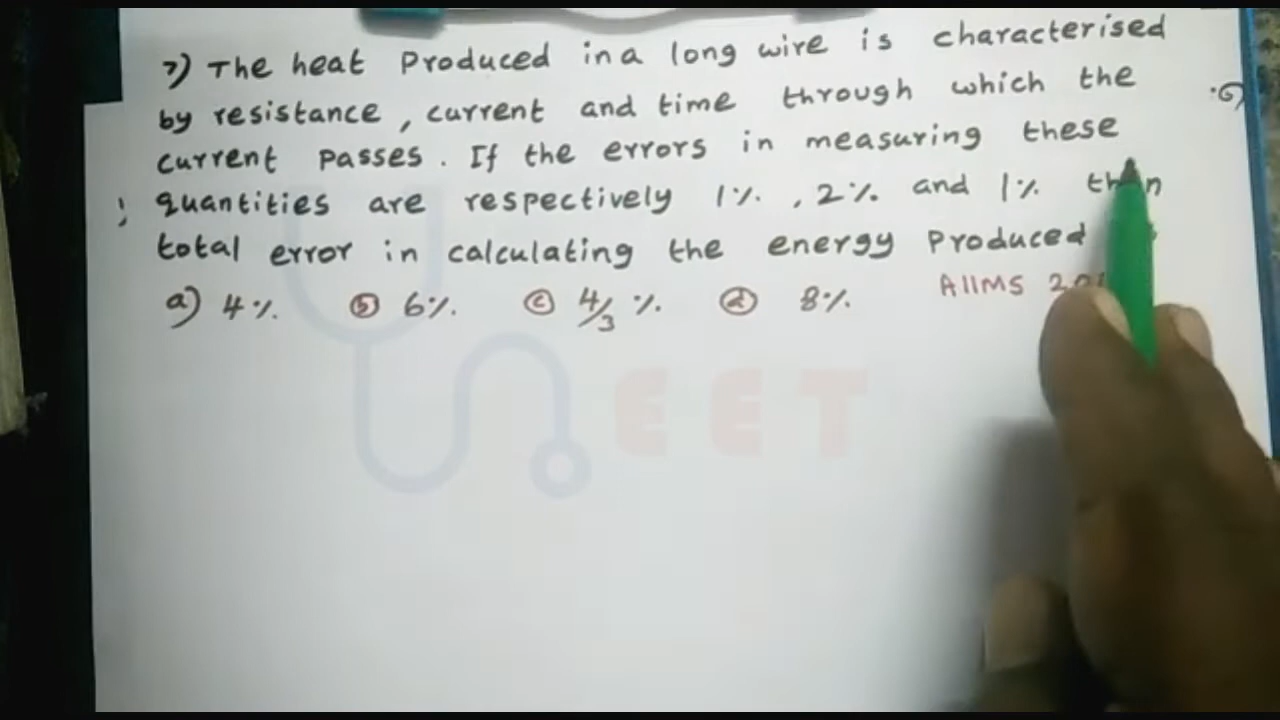 7) The heat Produced in a long wire is characterised
by resistance, current and time through which the
current passes. If the errors in measuring these
quantities are respectively 1%, 2% and 1%
total error in calculating the energy Produced
a) 4% b) 6% c) 4/3 % d) 8% AIIMS
EET